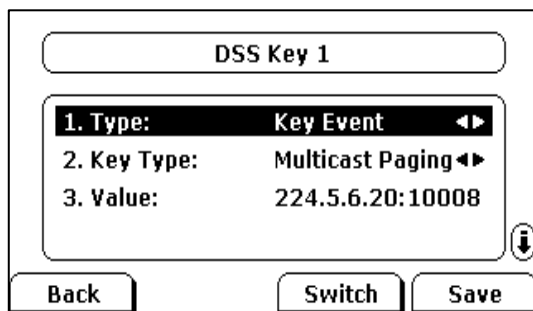 DSS Key 1
1. Type: Key Event
2. Key Type: Multicast Paging
3. Value: 224.5.6.20:10008
Back Switch Save